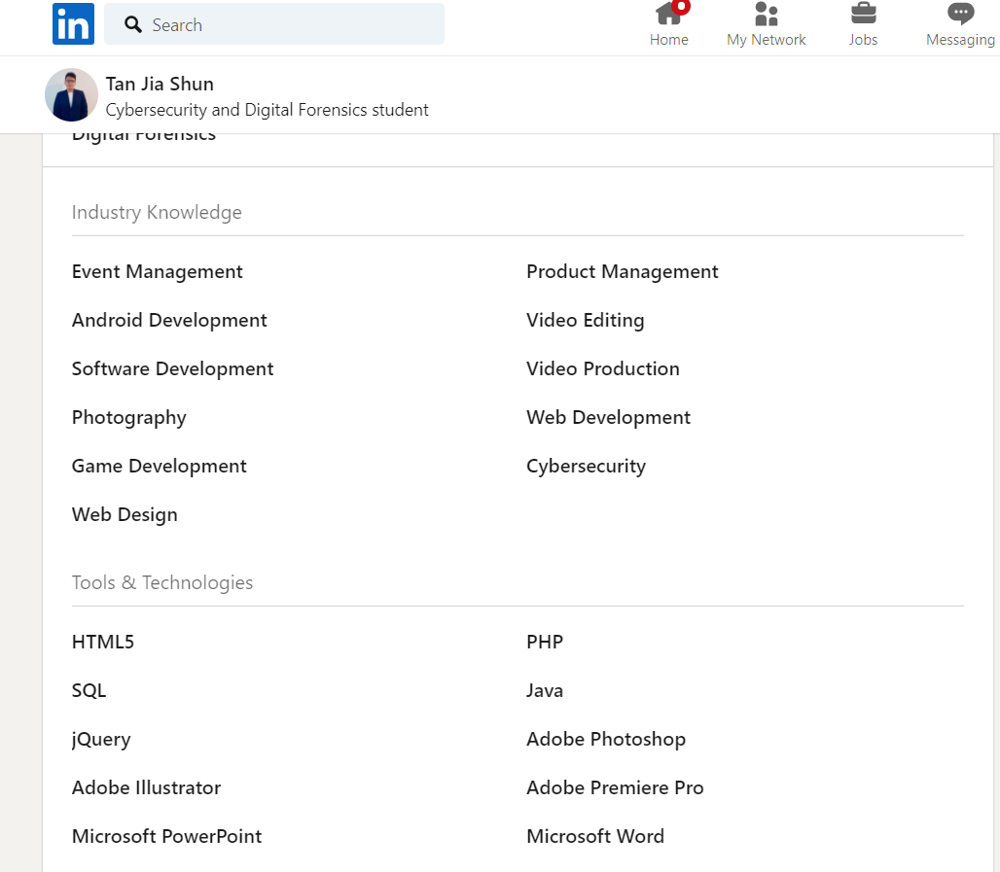 in
Search
Home
My Network
Jobs
Messaging
Tan Jia Shun
Cybersecurity and Digital Forensics student
Digital Forensics
Industry Knowledge
Event Management
Product Management
Android Development
Video Editing
Software Development
Video Production
Photography
Web Development
Game Development
Cybersecurity
Web Design
Tools & Technologies
HTML5
PHP
SQL
Java
jQuery
Adobe Photoshop
Adobe Illustrator
Adobe Premiere Pro
Microsoft PowerPoint
Microsoft Word